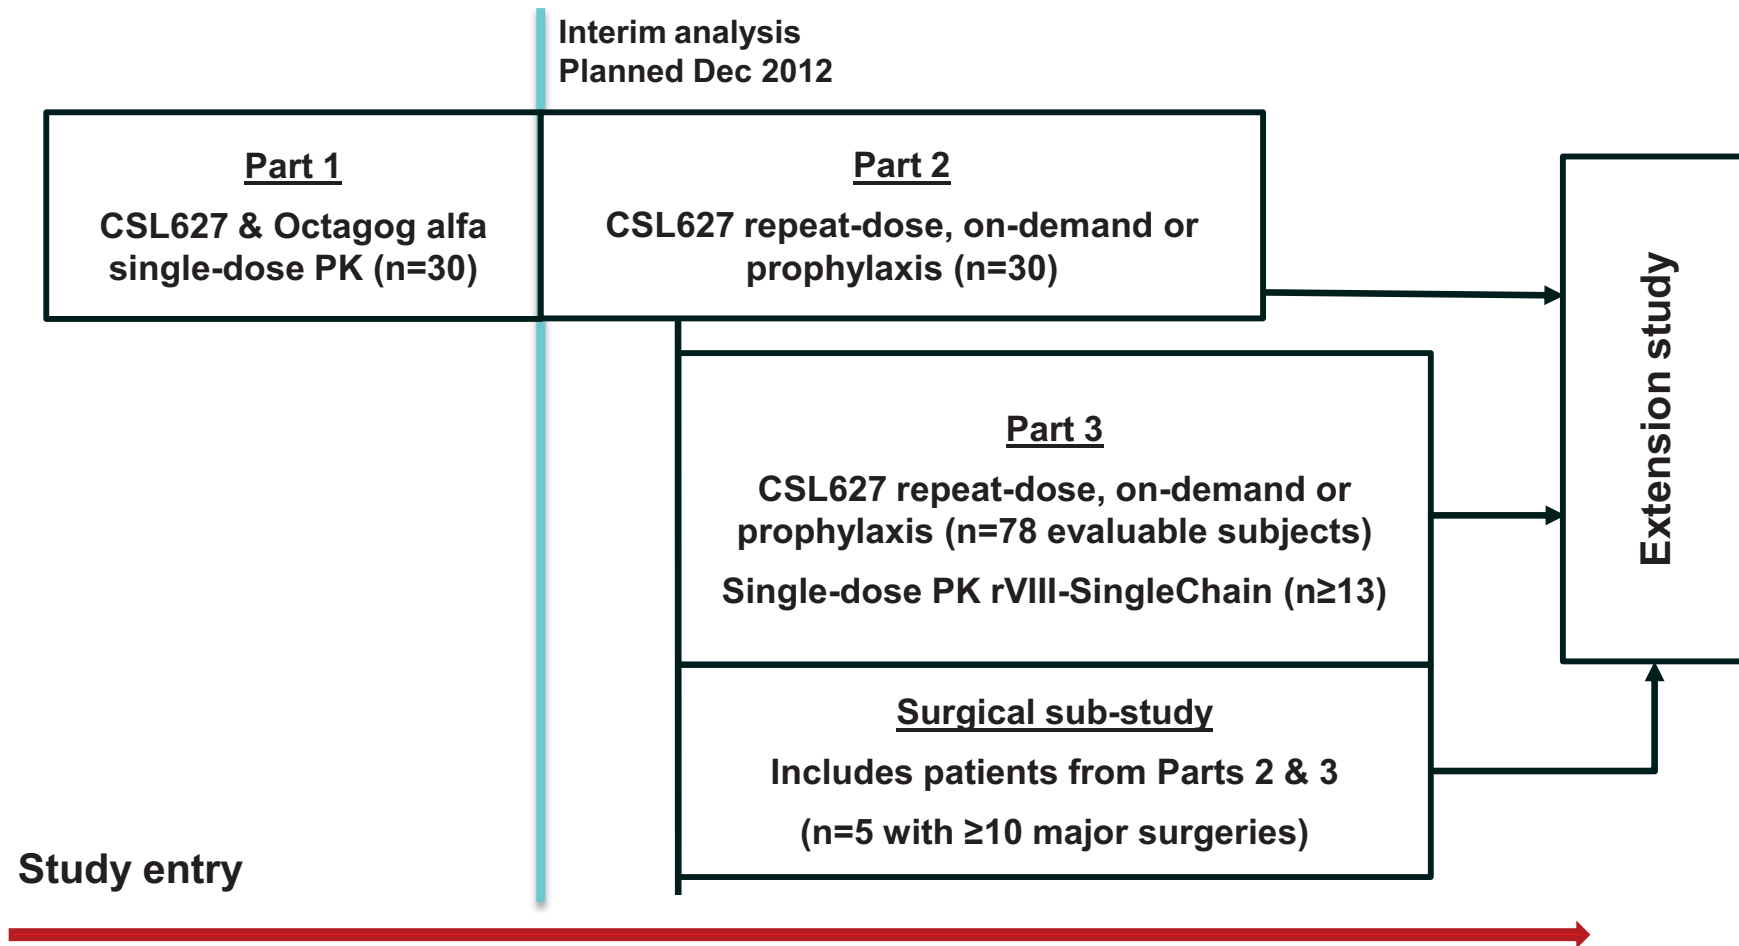 Interim analysis
Planned Dec 2012
Part 1
CSL627 & Octagog alfa
single-dose PK (n=30)
Part 2
CSL627 repeat-dose, on-demand or
prophylaxis (n=30)
Part 3
CSL627 repeat-dose, on-demand or
prophylaxis (n=78 evaluable subjects)
Single-dose PK rVIII-SingleChain (n≥13)
Surgical sub-study
Includes patients from Parts 2 & 3
(n=5 with ≥10 major surgeries)
Extension study
Study entry